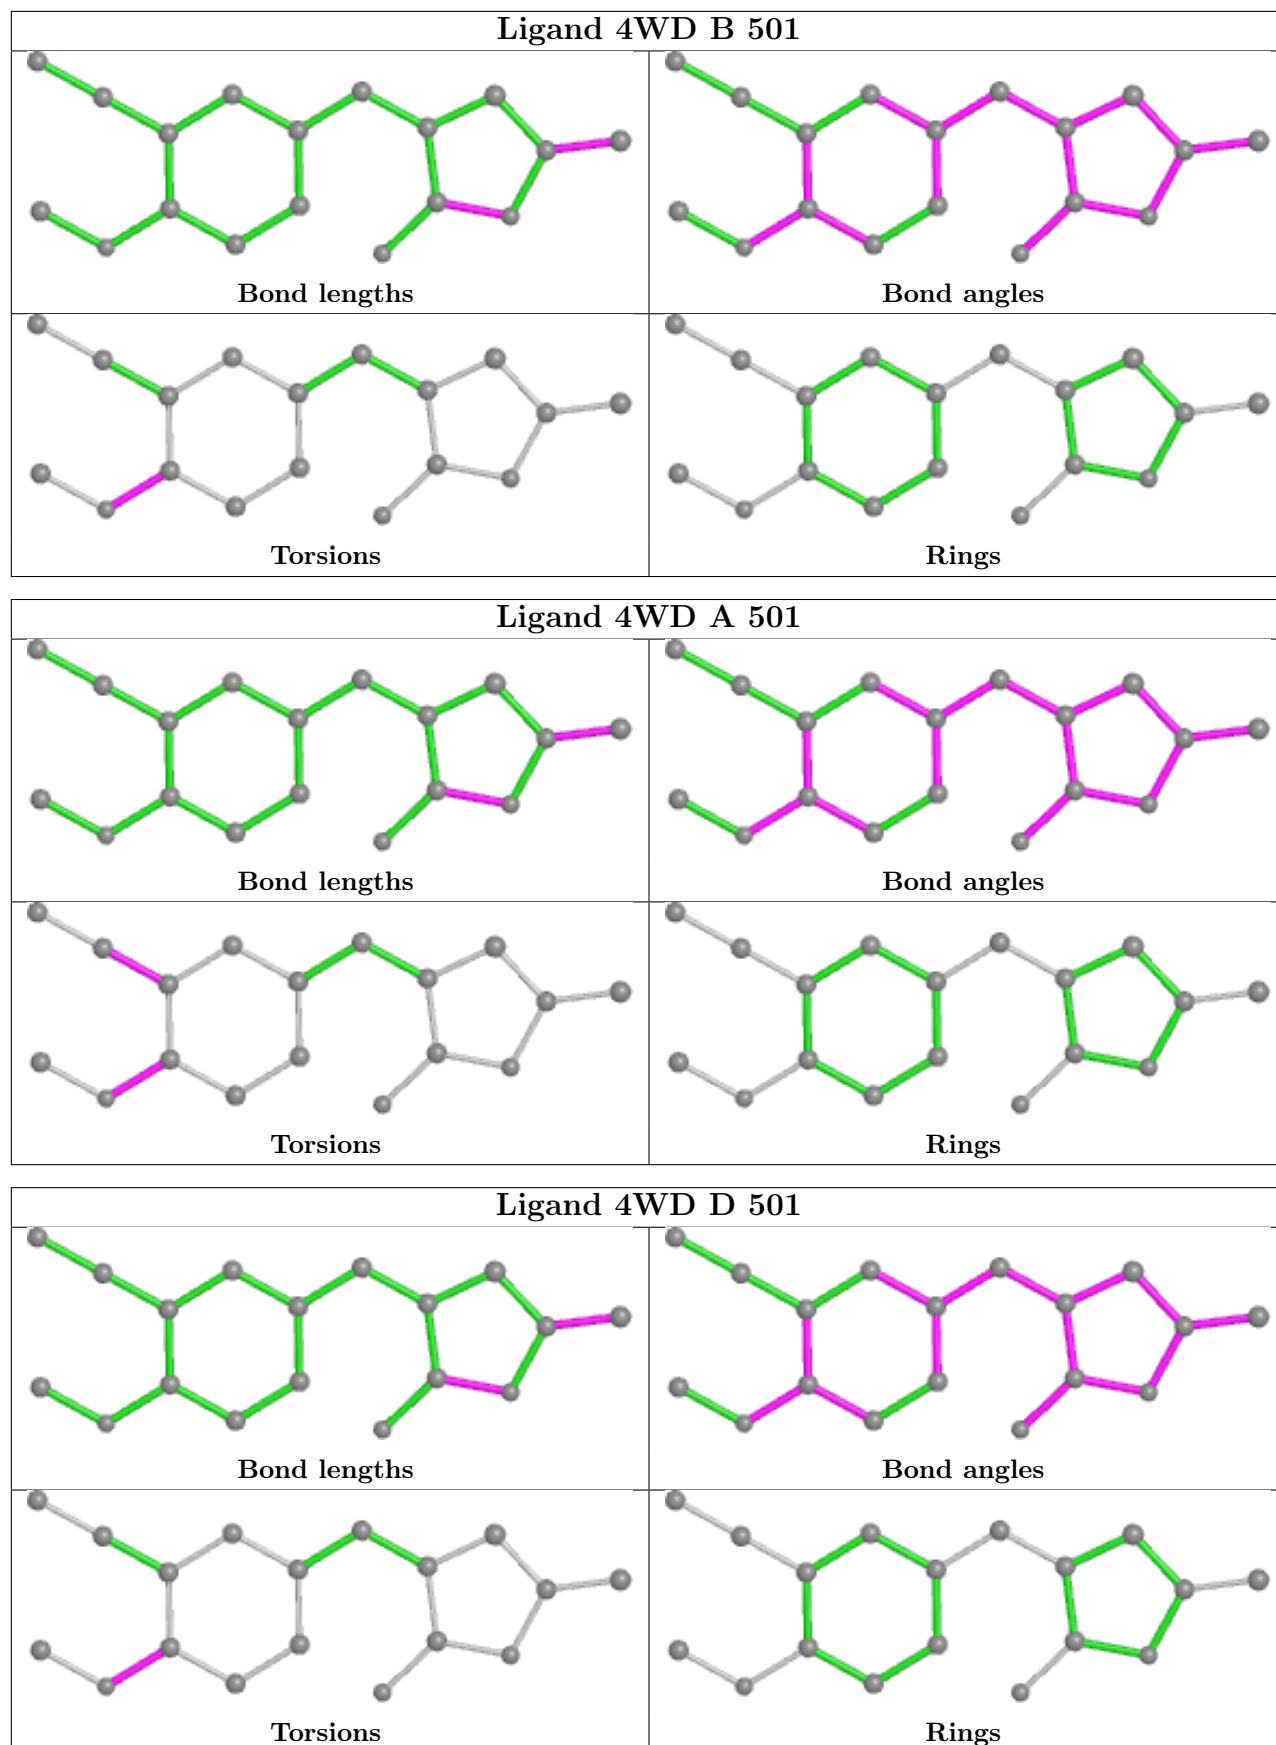 Ligand 4WD B 501
Bond lengths
Bond angles
Torsions
Rings
Ligand 4WD A 501
Bond lengths
Bond angles
Torsions
Rings
Ligand 4WD D 501
Bond lengths
Bond angles
Torsions
Rings